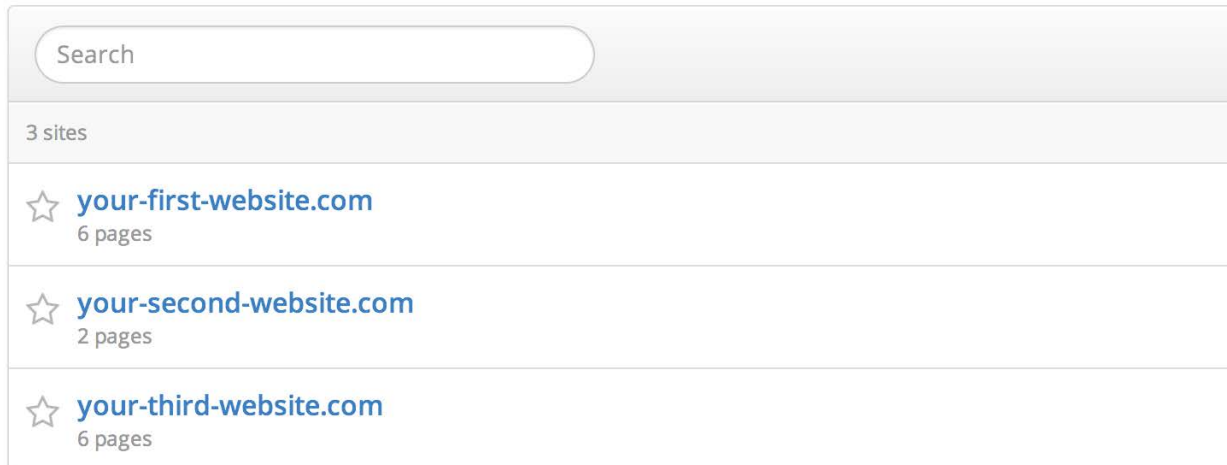 Search
3 sites
your-first-website.com
6 pages
your-second-website.com
2 pages
your-third-website.com
6 pages